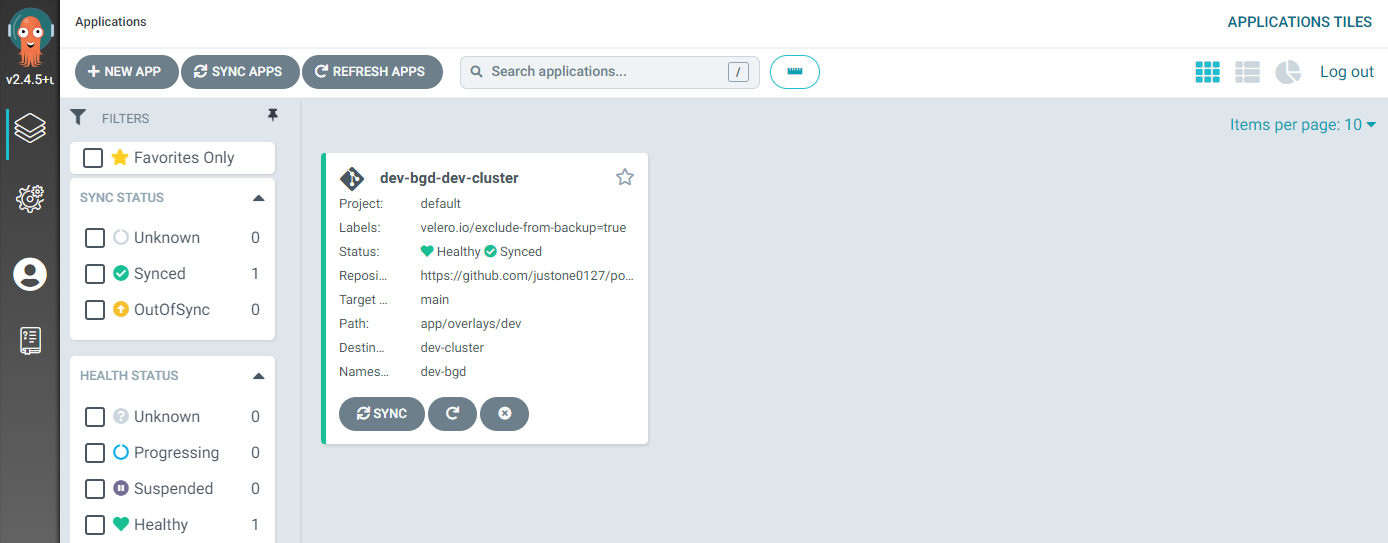 Applications
APPLICATIONS TILES
v2.4.5+u
NEW APP
SYNC APPS
REFRESH APPS
Search applications...
/
Log out
FILTERS
Items per page: 10
Favorites Only
SYNC STATUS
Unknown 0
Synced 1
OutOfSync 0
HEALTH STATUS
Unknown 0
Progressing 0
Suspended 0
Healthy 1
dev-bgd-dev-cluster
Project: default
Labels: velero.io/exclude-from-backup=true
Status: Healthy Synced
Reposi... https://github.com/justone0127/po...
Target ... main
Path: app/overlays/dev
Destin... dev-cluster
Names... dev-bgd
SYNC